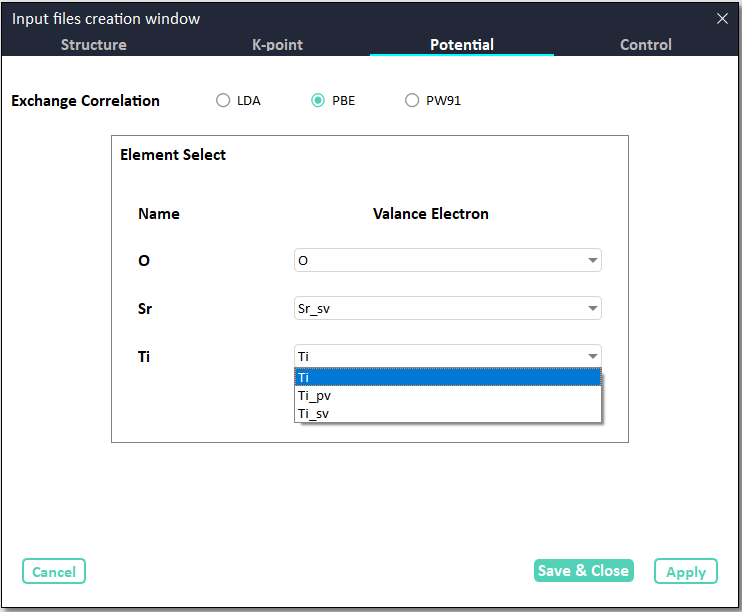 Input files creation window
Structure K-point Potential Control
Exchange Correlation LDA PBE PW91
Element Select
Name Valance Electron
O O
Sr Sr_sv
Ti Ti
Ti
Ti_pv
Ti_sv
Cancel Save & Close Apply